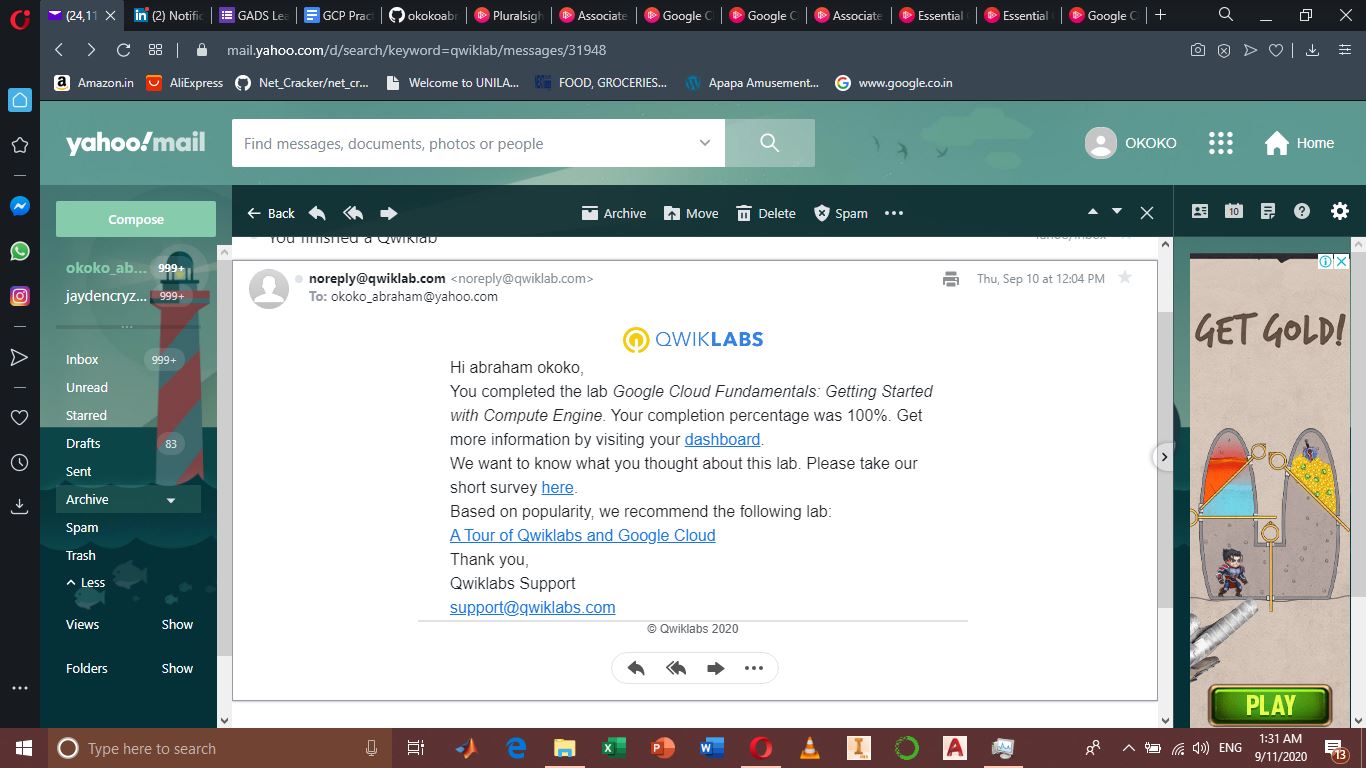 (24,11
(2) Notific
GADS Lea
GCP Pract
okokoabr
Pluralsigh
Associate
Google Cl
Google Cl
Associate
Essential
Essential
Google Cl
mail.yahoo.com/d/search/keyword=qwiklab/messages/31948
Amazon.in
AliExpress
Net_Cracker/net_cr...
Welcome to UNILA...
FOOD, GROCERIES...
Apapa Amusement...
www.google.co.in
yahoo!mail
Find messages, documents, photos or people
OKOKO
Home
Compose
Back
Archive
Move
Delete
Spam
10
okoko_ab... 999+
jaydencryz... 999+
Inbox 999+
Unread
Starred
Drafts 83
Sent
Archive
Spam
Trash
Less
Views Show
Folders Show
You finished a Qwiklab
Yahoo/Inbox
noreply@qwiklab.com <noreply@qwiklab.com>
Thu, Sep 10 at 12:04 PM
To: okoko_abraham@yahoo.com
QWIKLABS
Hi abraham okoko,
You completed the lab Google Cloud Fundamentals: Getting Started
with Compute Engine. Your completion percentage was 100%. Get
more information by visiting your dashboard.
We want to know what you thought about this lab. Please take our
short survey here.
Based on popularity, we recommend the following lab:
A Tour of Qwiklabs and Google Cloud
Thank you,
Qwiklabs Support
support@qwiklabs.com
© Qwiklabs 2020
GET GOLD!
PLAY
Type here to search
ENG
1:31 AM
9/11/2020
13